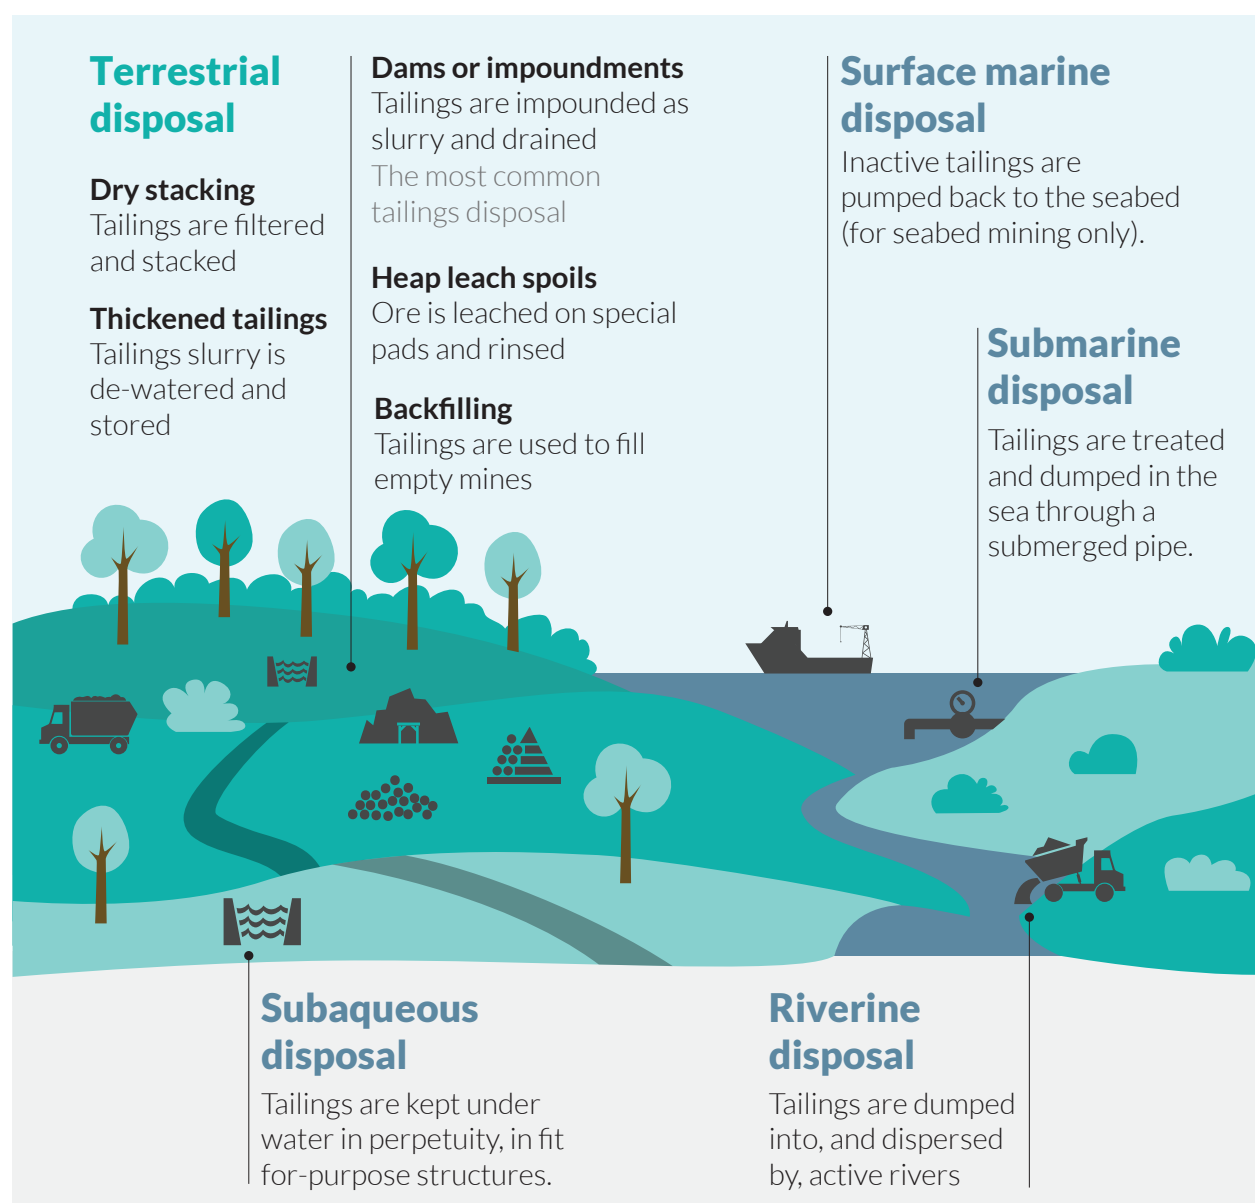 Terrestrial
disposal
Dry stacking
Tailings are filtered
and stacked
Thickened tailings
Tailings slurry is
de-watered and
stored
Dams or impoundments
Tailings are impounded as
slurry and drained
The most common
tailings disposal
Heap leach spoils
Ore is leached on special
pads and rinsed
Backfilling
Tailings are used to fill
empty mines
Surface marine
disposal
Inactive tailings are
pumped back to the seabed
(for seabed mining only).
Submarine
disposal
Tailings are treated
and dumped in the
sea through a
submerged pipe.
Subaqueous
disposal
Tailings are kept under
water in perpetuity, in fit
for-purpose structures.
Riverine
disposal
Tailings are dumped
into, and dispersed
by, active rivers